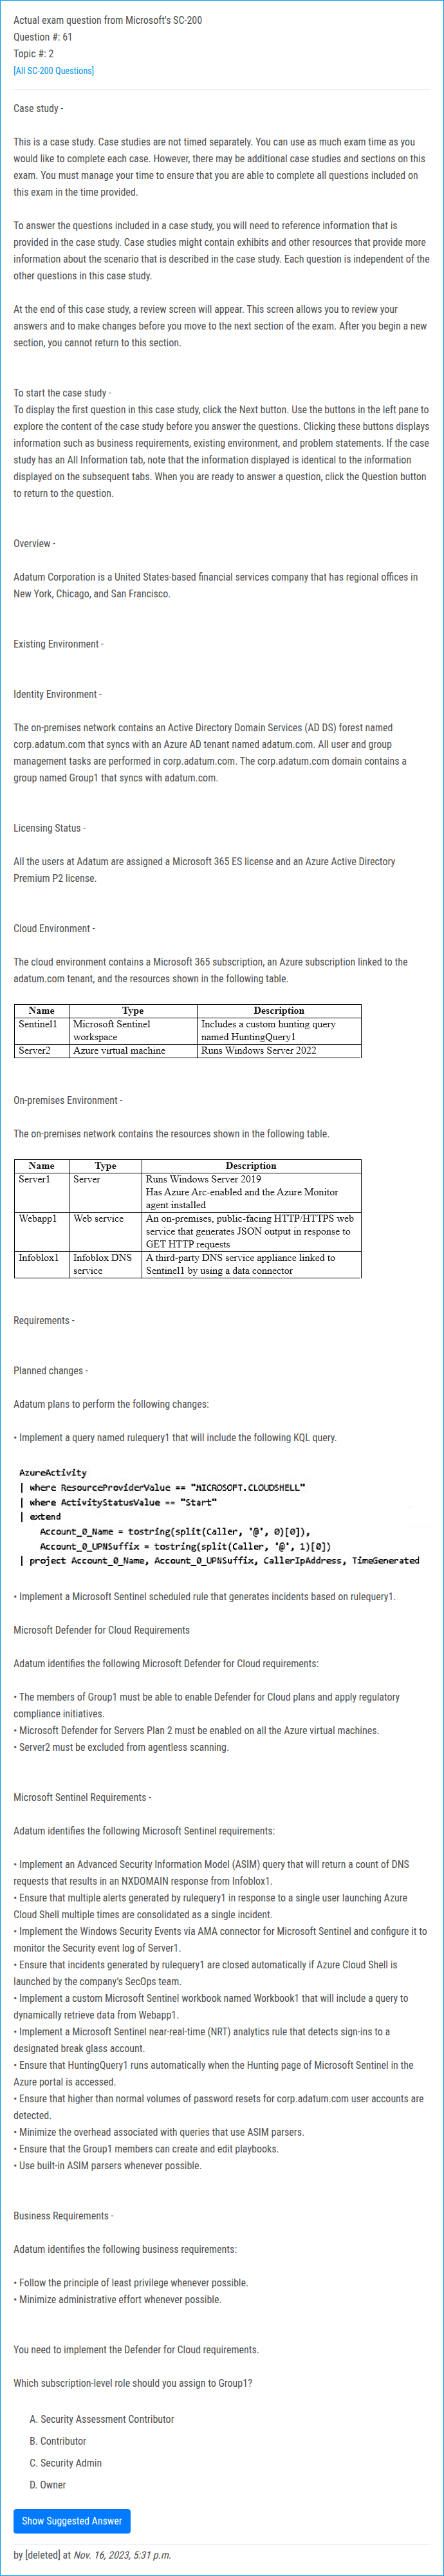 Actual exam question from Microsoft's SC-200
Question #: 61
Topic #: 2
[All SC-200 Questions]
Case study -
This is a case study. Case studies are not timed separately. You can use as much exam time as you
would like to complete each case. However, there may be additional case studies and sections on this
exam. You must manage your time to ensure that you are able to complete all questions included on
this exam in the time provided.
To answer the questions included in a case study, you will need to reference information that is
provided in the case study. Case studies might contain exhibits and other resources that provide more
information about the scenario that is described in the case study. Each question is independent of the
other questions in this case study.
At the end of this case study, a review screen will appear. This screen allows you to review your
answers and to make changes before you move to the next section of the exam. After you begin a new
section, you cannot return to this section.
To start the case study -
To display the first question in this case study, click the Next button. Use the buttons in the left pane to
explore the content of the case study before you answer the questions. Clicking these buttons displays
information such as business requirements, existing environment, and problem statements. If the case
study has an All Information tab, note that the information displayed is identical to the information
displayed on the subsequent tabs. When you are ready to answer a question, click the Question button
to return to the question.
Overview -
Adatum Corporation is a United States-based financial services company that has regional offices in
New York, Chicago, and San Francisco.
Existing Environment -
Identity Environment -
The on-premises network contains an Active Directory Domain Services (AD DS) forest named
corp.adatum.com that syncs with an Azure AD tenant named adatum.com. All user and group
management tasks are performed in corp.adatum.com. The corp.adatum.com domain contains a
group named Group1 that syncs with adatum.com.
Licensing Status -
All the users at Adatum are assigned a Microsoft 365 ES license and an Azure Active Directory
Premium P2 license.
Cloud Environment -
The cloud environment contains a Microsoft 365 subscription, an Azure subscription linked to the
adatum.com tenant, and the resources shown in the following table.
Name Type Description
Sentinel1 Microsoft Sentinel workspace Includes a custom hunting query named HuntingQuery1
Server2 Azure virtual machine Runs Windows Server 2022
On-premises Environment -
The on-premises network contains the resources shown in the following table.
Name Type Description
Server1 Server Runs Windows Server 2019
Has Azure Arc-enabled and the Azure Monitor
agent installed
Webapp1 Web service An on-premises, public-facing HTTP/HTTPS web
service that generates JSON output in response to
GET HTTP requests
Infoblox1 Infoblox DNS service A third-party DNS service appliance linked to
Sentinel1 by using a data connector
Requirements -
Planned changes -
Adatum plans to perform the following changes:
• Implement a query named rulequery1 that will include the following KQL query.
AzureActivity
| where ResourceProviderValue == "MICROSOFT.CLOUDSHELL"
| where ActivityStatusValue == "Start"
| extend
Account_0_Name = tostring(split(Caller, '@', 0)[0]),
Account_0_UPNSuffix = tostring(split(Caller, '@', 1)[0])
| project Account_0_Name, Account_0_UPNSuffix, CallerIpAddress, TimeGenerated
• Implement a Microsoft Sentinel scheduled rule that generates incidents based on rulequery1.
Microsoft Defender for Cloud Requirements
Adatum identifies the following Microsoft Defender for Cloud requirements:
• The members of Group1 must be able to enable Defender for Cloud plans and apply regulatory
compliance initiatives.
• Microsoft Defender for Servers Plan 2 must be enabled on all the Azure virtual machines.
• Server2 must be excluded from agentless scanning.
Microsoft Sentinel Requirements -
Adatum identifies the following Microsoft Sentinel requirements:
• Implement an Advanced Security Information Model (ASIM) query that will return a count of DNS
requests that results in an NXDOMAIN response from Infoblox1.
• Ensure that multiple alerts generated by rulequery1 in response to a single user launching Azure
Cloud Shell multiple times are consolidated as a single incident.
• Implement the Windows Security Events via AMA connector for Microsoft Sentinel and configure it to
monitor the Security event log of Server1.
• Ensure that incidents generated by rulequery1 are closed automatically if Azure Cloud Shell is
launched by the company's SecOps team.
• Implement a custom Microsoft Sentinel workbook named Workbook1 that will include a query to
dynamically retrieve data from Webapp1.
• Implement a Microsoft Sentinel near-real-time (NRT) analytics rule that detects sign-ins to a
designated break glass account.
• Ensure that HuntingQuery1 runs automatically when the Hunting page of Microsoft Sentinel in the
Azure portal is accessed.
• Ensure that higher than normal volumes of password resets for corp.adatum.com user accounts are
detected.
• Minimize the overhead associated with queries that use ASIM parsers.
• Ensure that the Group1 members can create and edit playbooks.
• Use built-in ASIM parsers whenever possible.
Business Requirements -
Adatum identifies the following business requirements:
• Follow the principle of least privilege whenever possible.
• Minimize administrative effort whenever possible.
You need to implement the Defender for Cloud requirements.
Which subscription-level role should you assign to Group1?
A. Security Assessment Contributor
B. Contributor
C. Security Admin
D. Owner
Show Suggested Answer
by [deleted] at Nov. 16, 2023, 5:31 p.m.